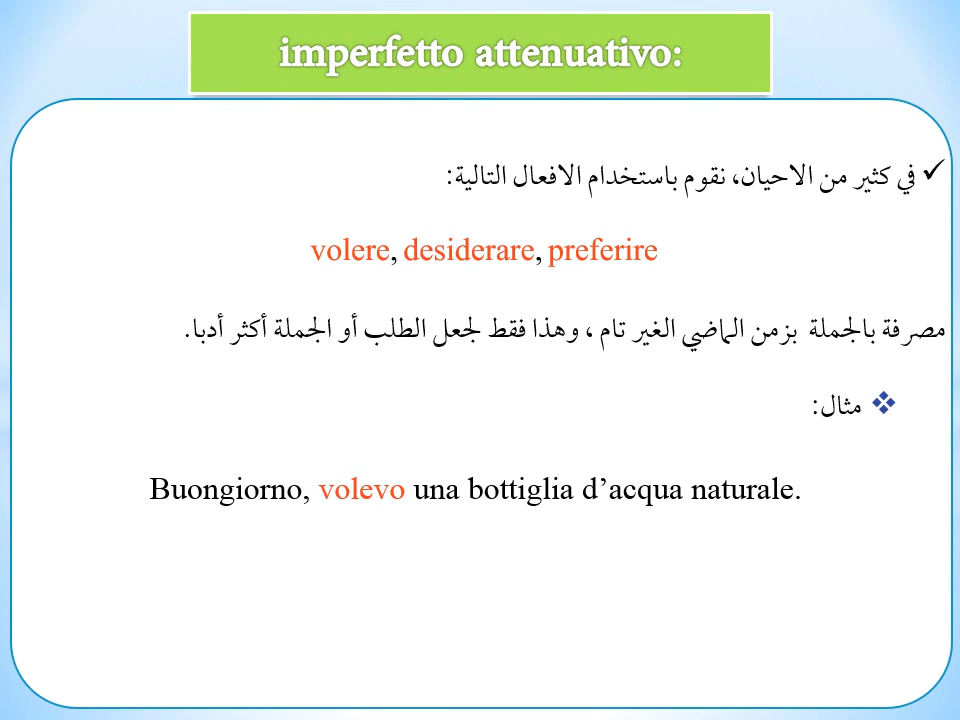 imperfetto attenuativo:
✓ في كثير من الاحيان، نقوم باستخدام الافعال التالية:
volere, desiderare, preferire
مصرفة بالجملة بزمن الماضي الغير تام ، وهذا فقط لجعل الطلب أو الجملة أكثر أدبا.
❖ مثال:
Buongiorno, volevo una bottiglia d’acqua naturale.